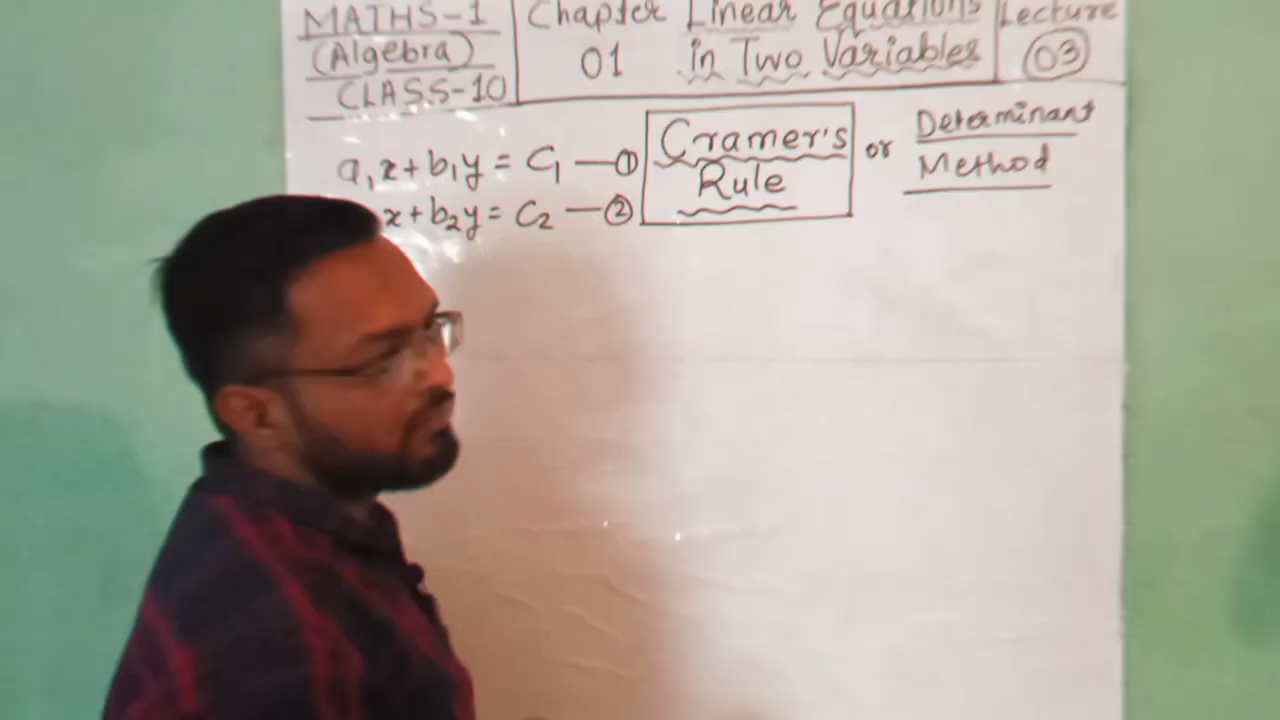 MATHS-1
(Algebra)
CLASS-10
Chapter
01
Linear Equations
in Two Variables
Lecture
03
a₁x + b₁y = C₁ — ①
x + b₂y = C₂ — ②
Cramer's
Rule
or
Determinant
Method